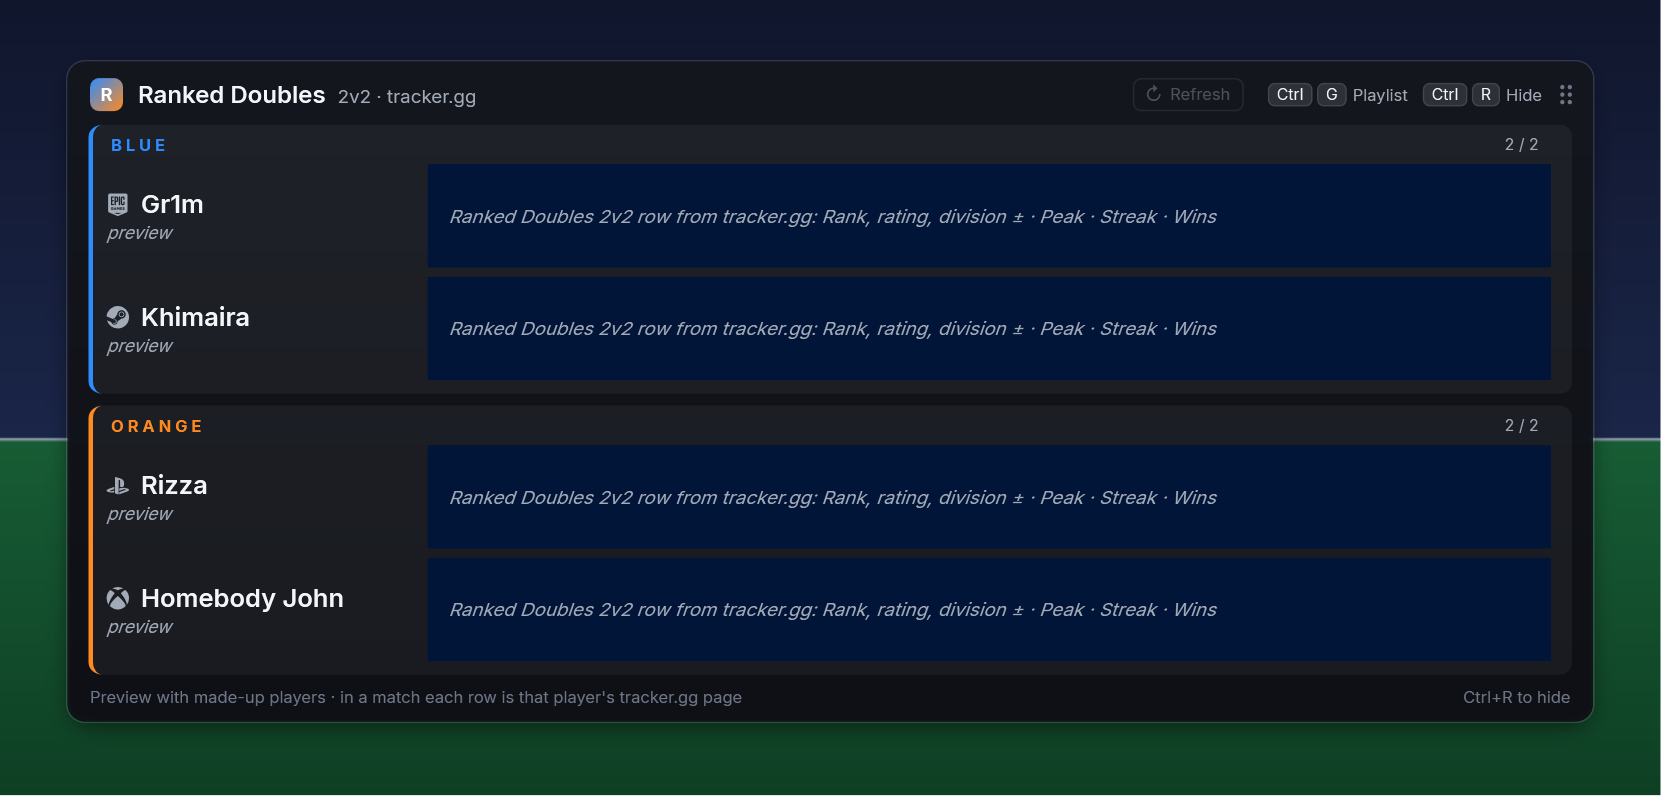 R Ranked Doubles 2v2 · tracker.gg Refresh Ctrl G Playlist Ctrl R Hide
BLUE 2 / 2
EPIC GAMES Gr1m
preview
Ranked Doubles 2v2 row from tracker.gg: Rank, rating, division ± · Peak · Streak · Wins
Khimaira
preview
Ranked Doubles 2v2 row from tracker.gg: Rank, rating, division ± · Peak · Streak · Wins
ORANGE 2 / 2
Rizza
preview
Ranked Doubles 2v2 row from tracker.gg: Rank, rating, division ± · Peak · Streak · Wins
Homebody John
preview
Ranked Doubles 2v2 row from tracker.gg: Rank, rating, division ± · Peak · Streak · Wins
Preview with made-up players · in a match each row is that player's tracker.gg page Ctrl+R to hide